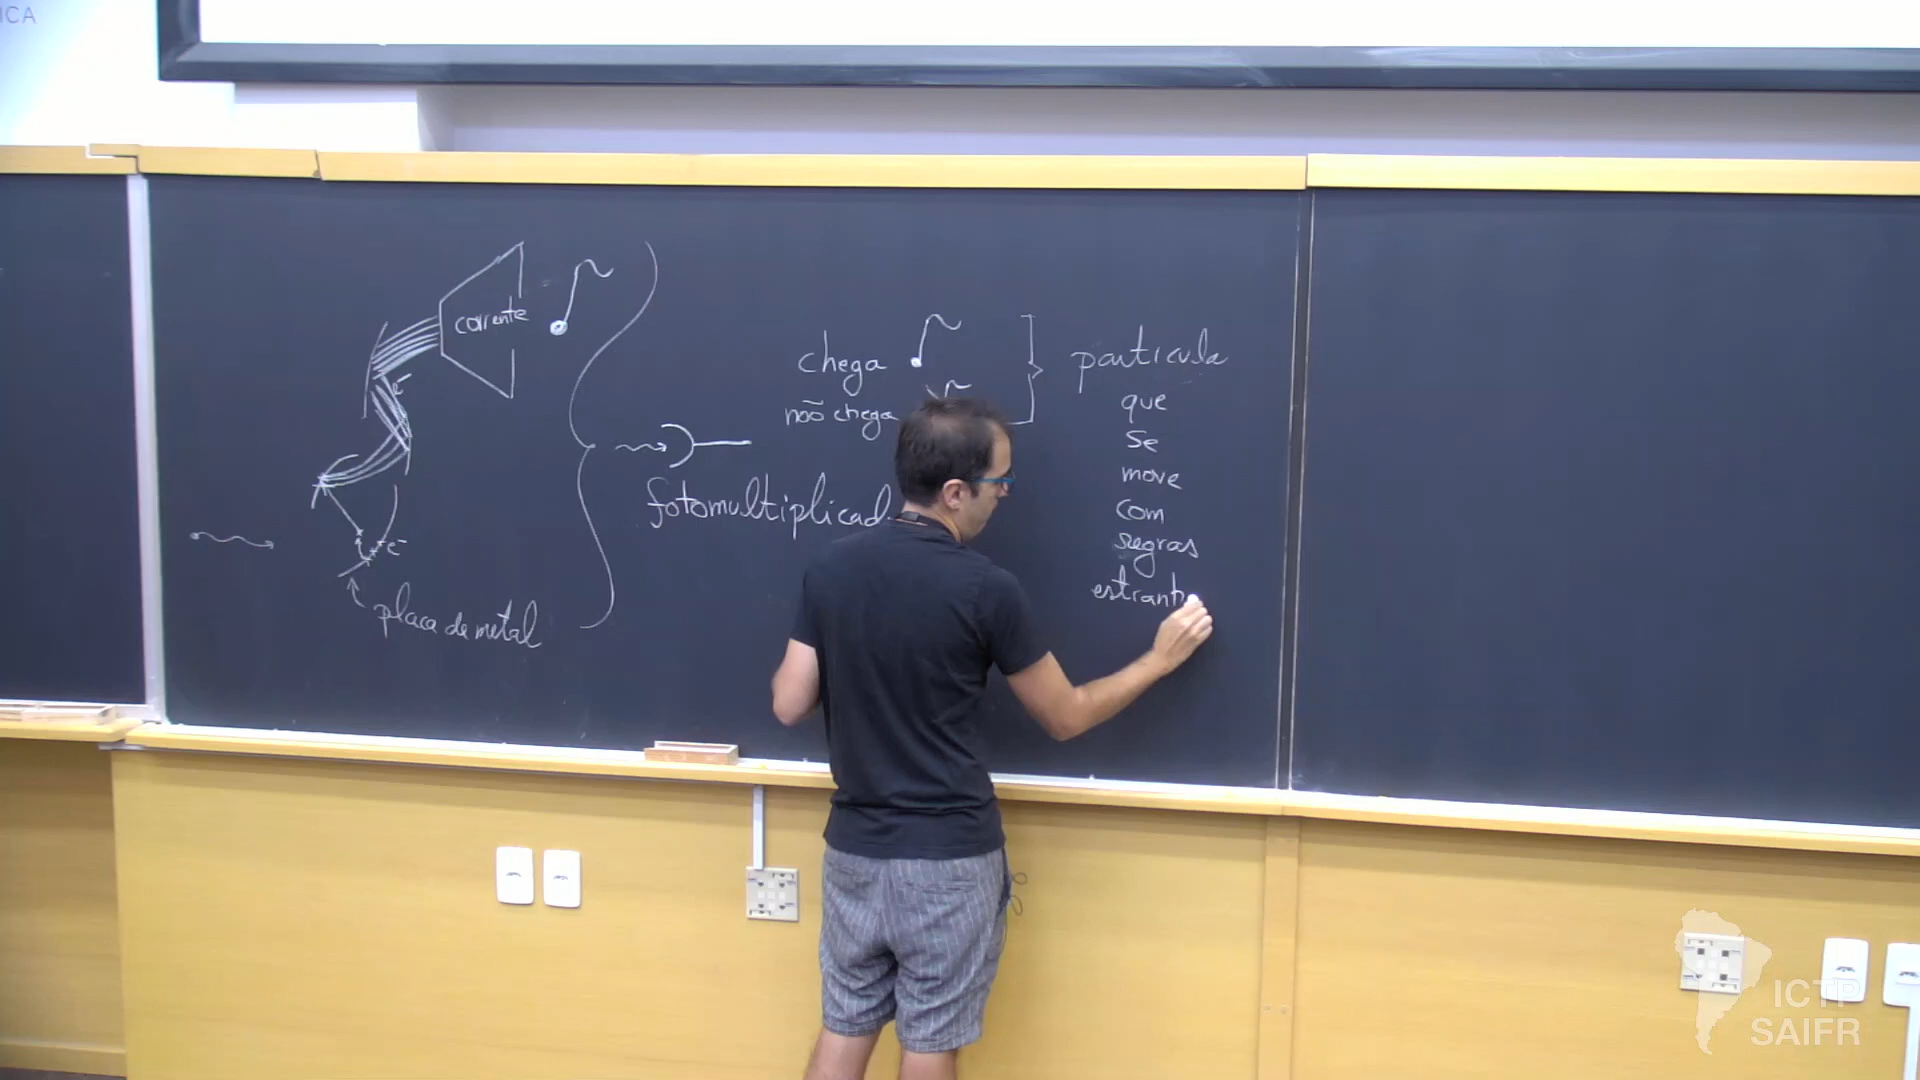 ICA
corrente
e⁻
e⁻
placa de metal
fotomultiplicad
chega
não chega
partícula
que
se
move
com
regras
estranh
ICTP
SAIFR